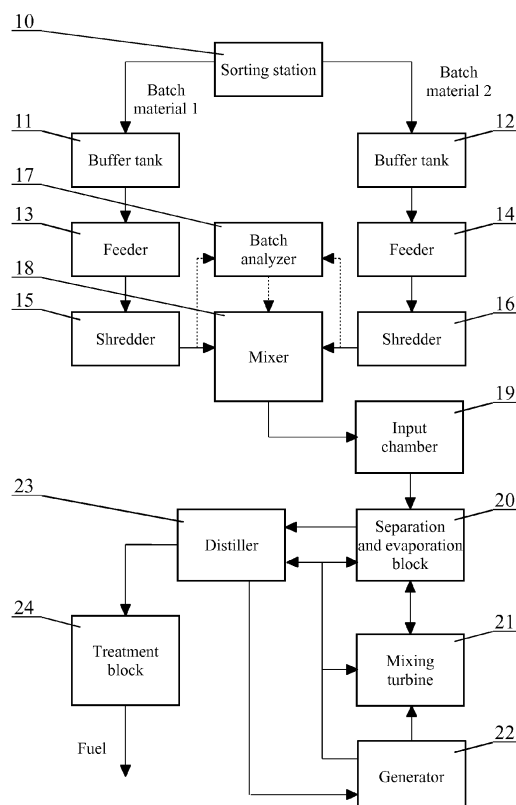 10
Sorting station
Batch
material 1
Batch
material 2
11
12
Buffer tank
Buffer tank
17
13
14
Feeder
Batch
analyzer
Feeder
18
15
16
Shredder
Mixer
Shredder
19
Input
chamber
23
20
Distiller
Separation
and evaporation
block
24
21
Treatment
block
Mixing
turbine
Fuel
22
Generator